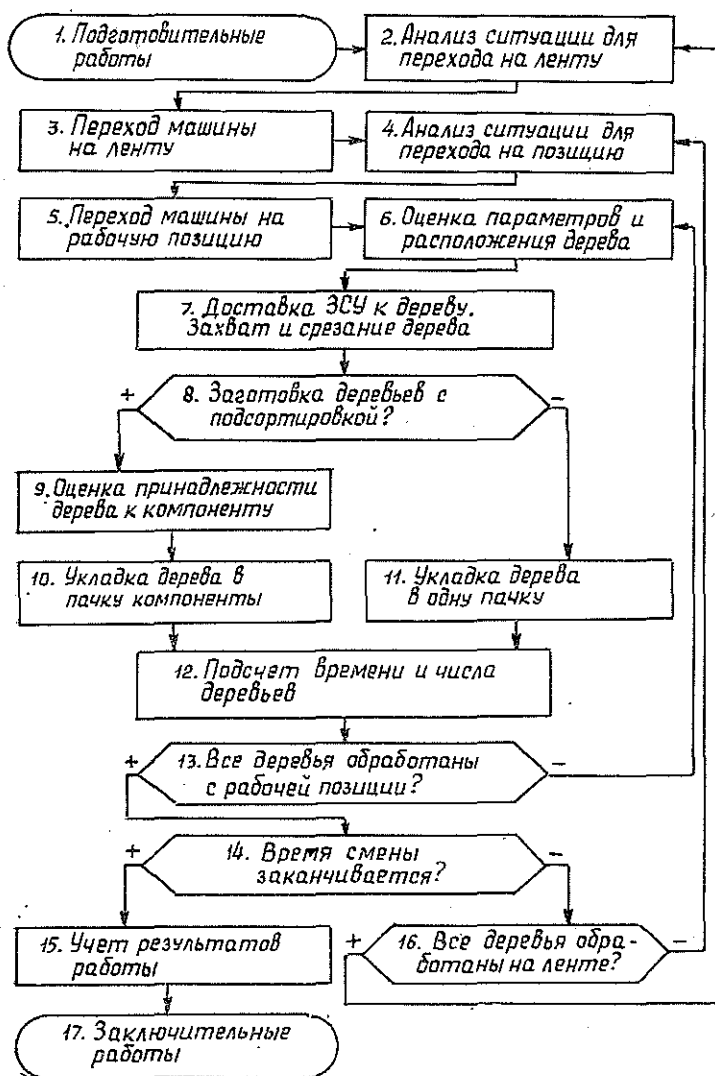 1. Подготовительные
работы
2. Анализ ситуации для
перехода на ленту
3. Переход машины
на ленту
4. Анализ ситуации для
перехода на позицию
5. Переход машины на
рабочую позицию
6. Оценка параметров и
расположения дерева
7. Доставка ЗСУ к дереву.
Захват и срезание дерева
+
8. Заготовка деревьев с
подсортировкой?
−
9. Оценка принадлежности
дерева к компоненту
10. Укладка дерева в
пачку компоненты
11. Укладка дерева
в одну пачку
12. Подсчет времени и числа
деревьев
+
13. Все деревья обработаны
с рабочей позиции?
−
+
14. Время смены
заканчивается?
−
15. Учет результатов
работы
+
16. Все деревья обра-
ботаны на ленте?
−
17. Заключительные
работы